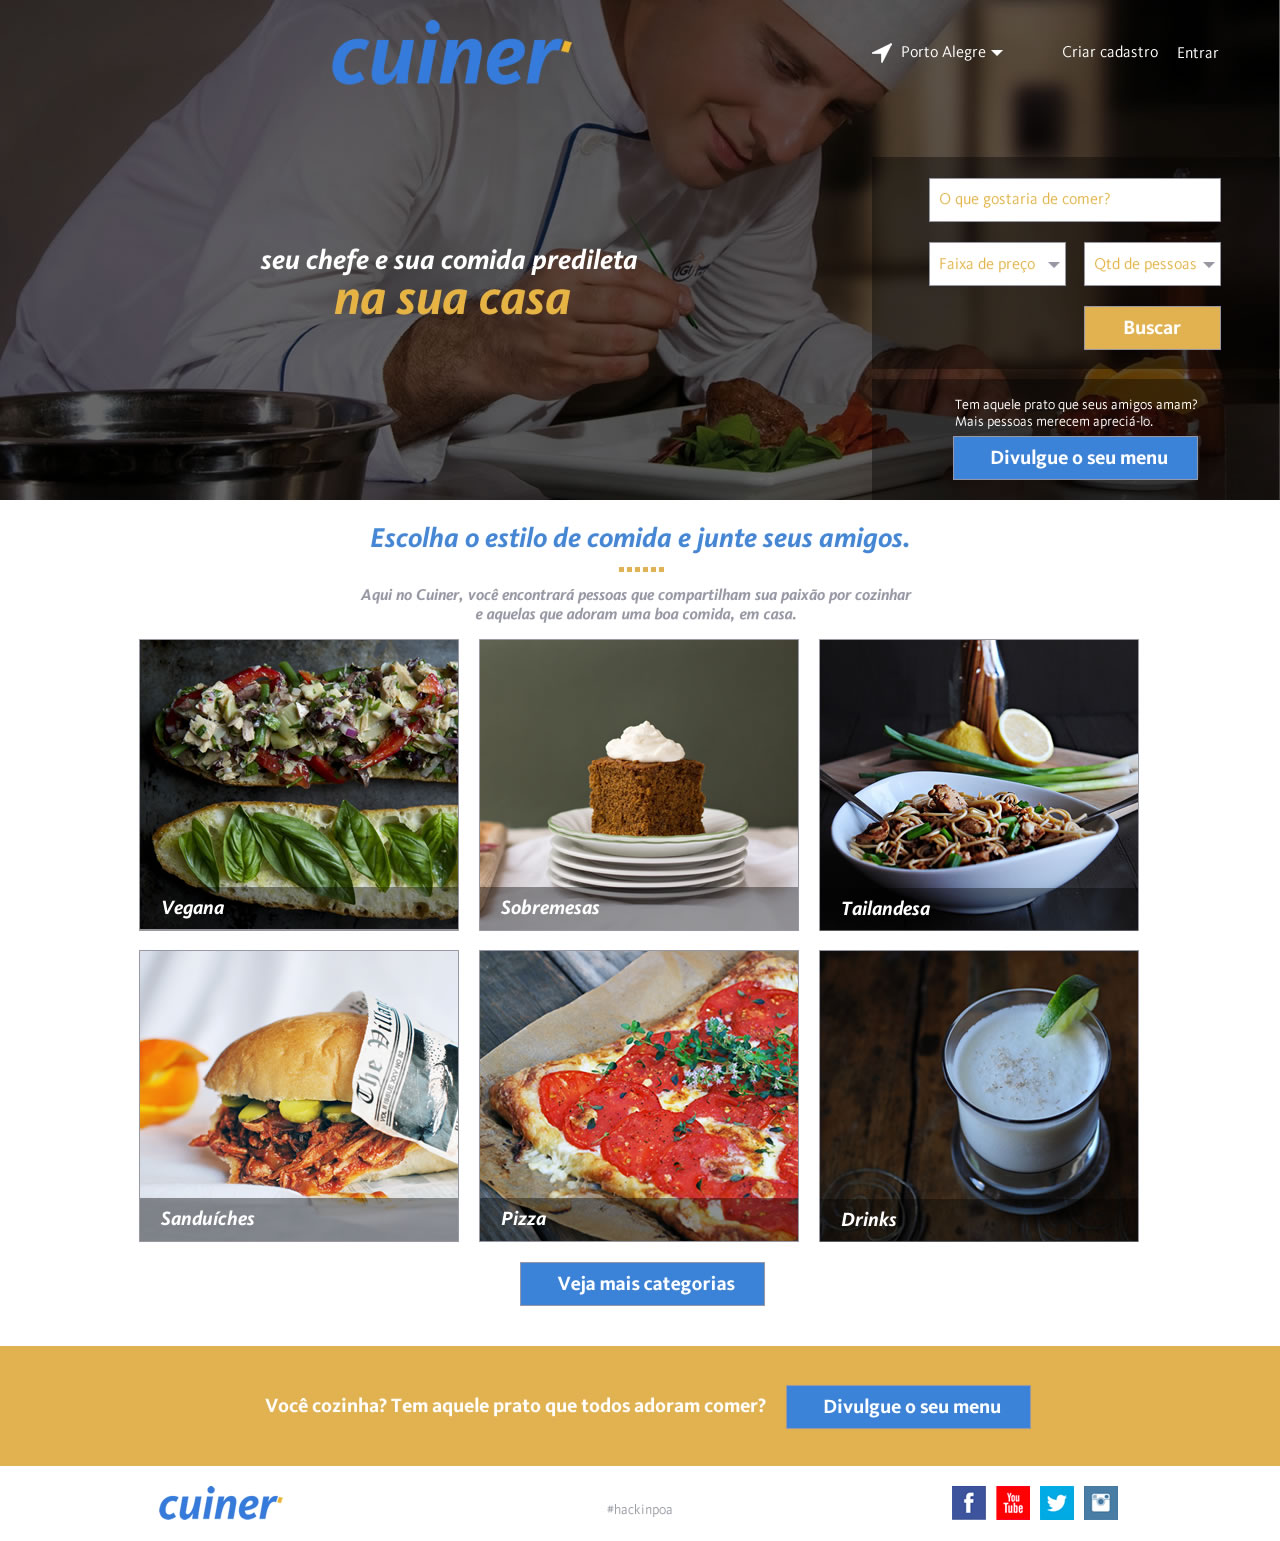 cuiner
Porto Alegre
Criar cadastro
Entrar
O que gostaria de comer?
seu chefe e sua comida predileta
na sua casa
Faixa de preço
Qtd de pessoas
Buscar
Tem aquele prato que seus amigos amam?
Mais pessoas merecem apreciá-lo.
Divulgue o seu menu
Escolha o estilo de comida e junte seus amigos.
Aqui no Cuiner, você encontrará pessoas que compartilham sua paixão por cozinhar
e aquelas que adoram uma boa comida, em casa.
Vegana
Sobremesas
Tailandesa
The Village
Sanduíches
Pizza
Drinks
Veja mais categorias
Você cozinha? Tem aquele prato que todos adoram comer?
Divulgue o seu menu
cuiner
#hackinpoa
f
You
Tube